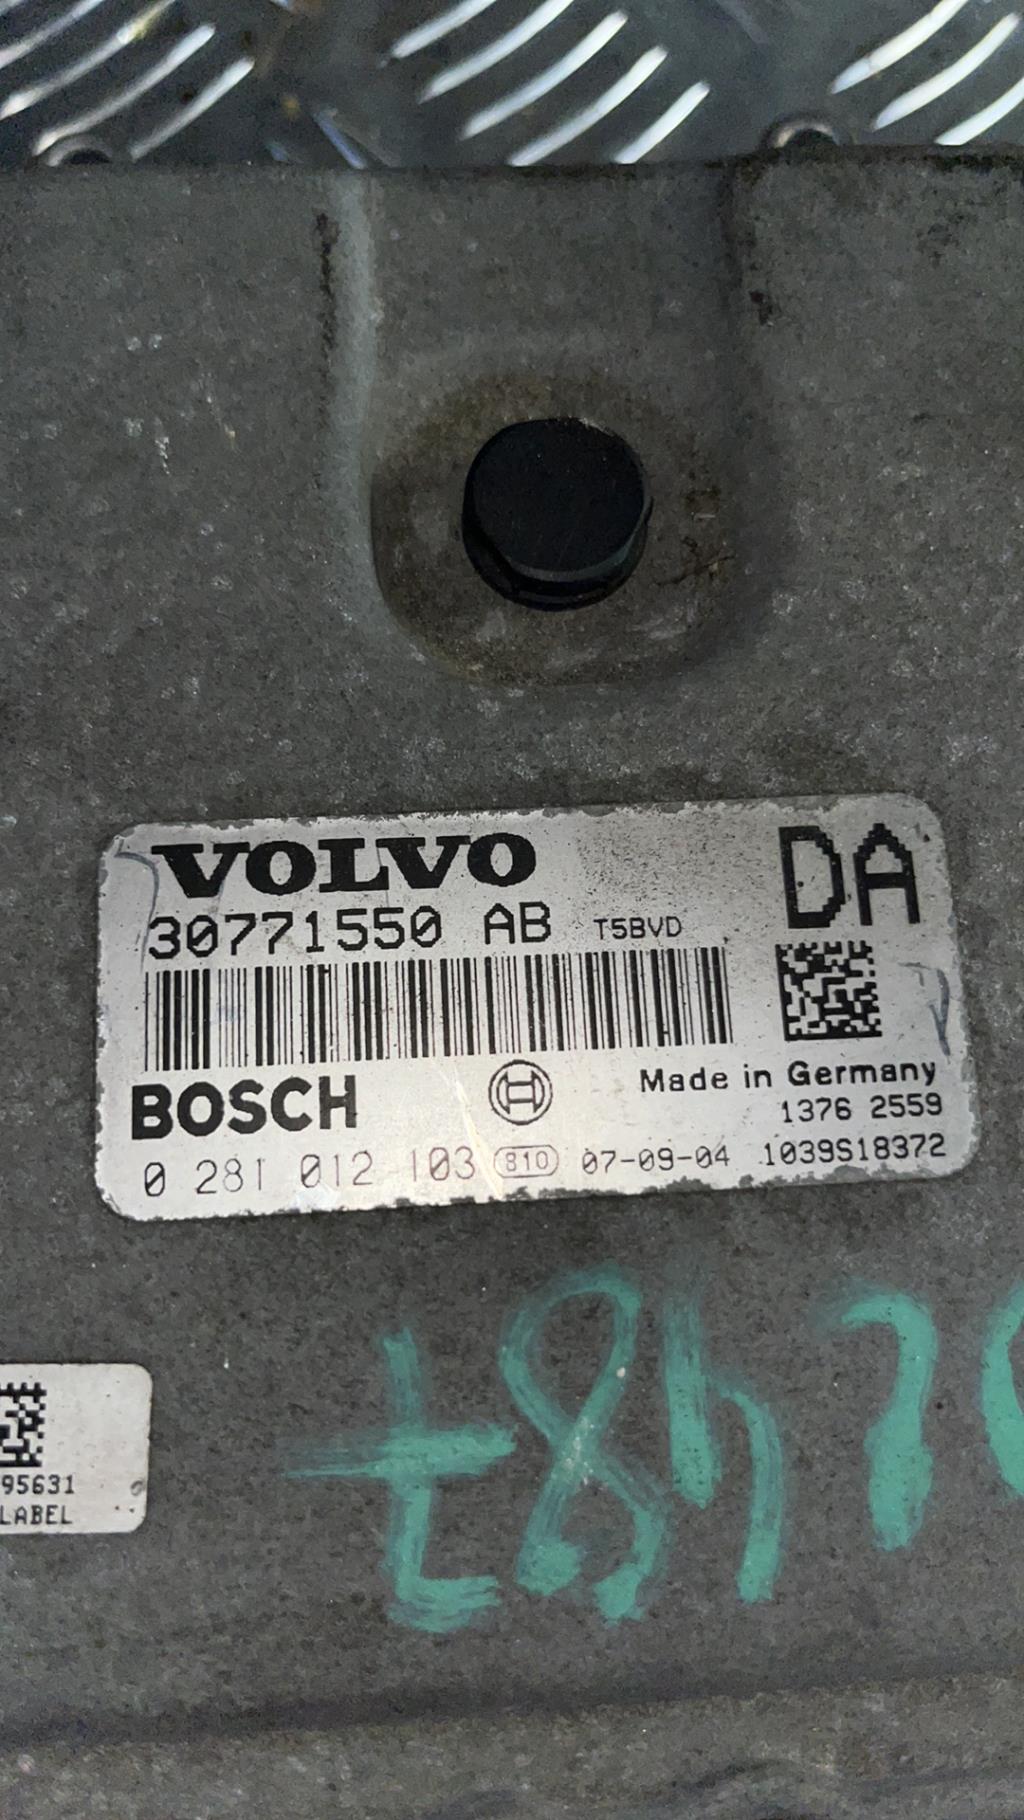 VOLVO
DA
30771550 AB T5BVD
BOSCH
Made in Germany
1376 2559
0 281 012 103 810 07-09-04 1039S18372
95631
LABEL